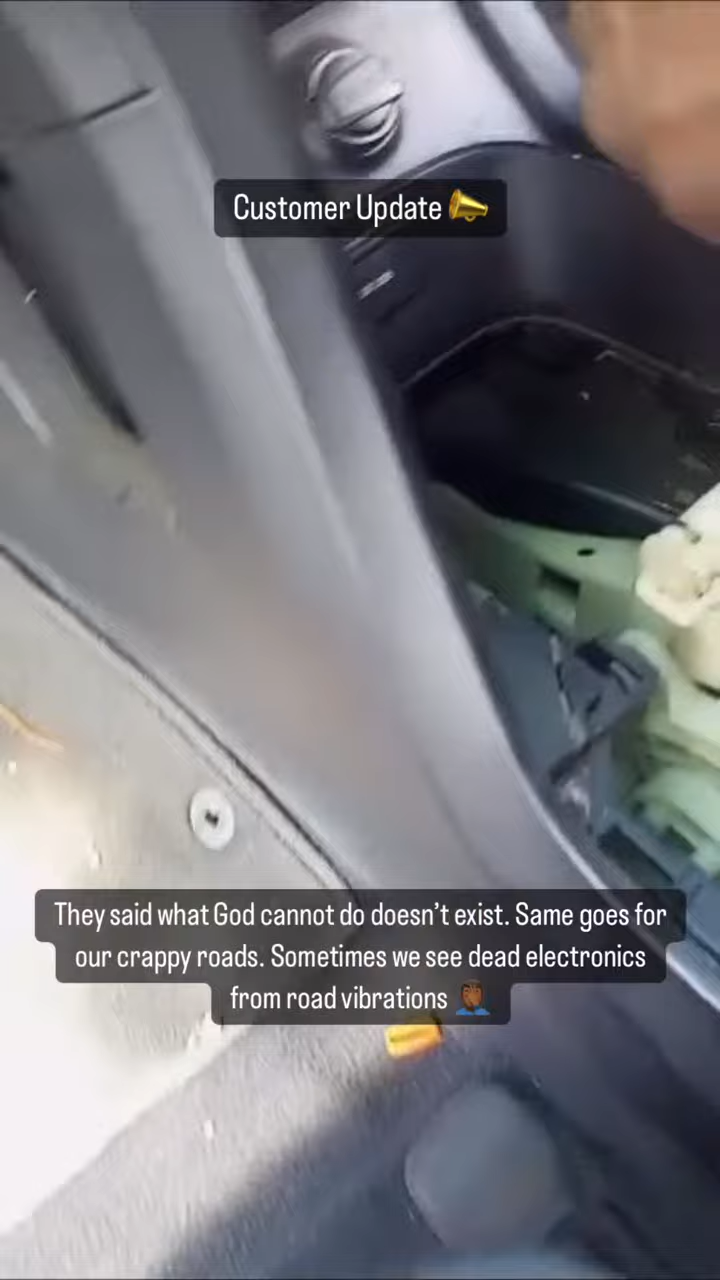 Customer Update 📣
They said what God cannot do doesn’t exist. Same goes for
our crappy roads. Sometimes we see dead electronics
from road vibrations 🤦🏾‍♂️